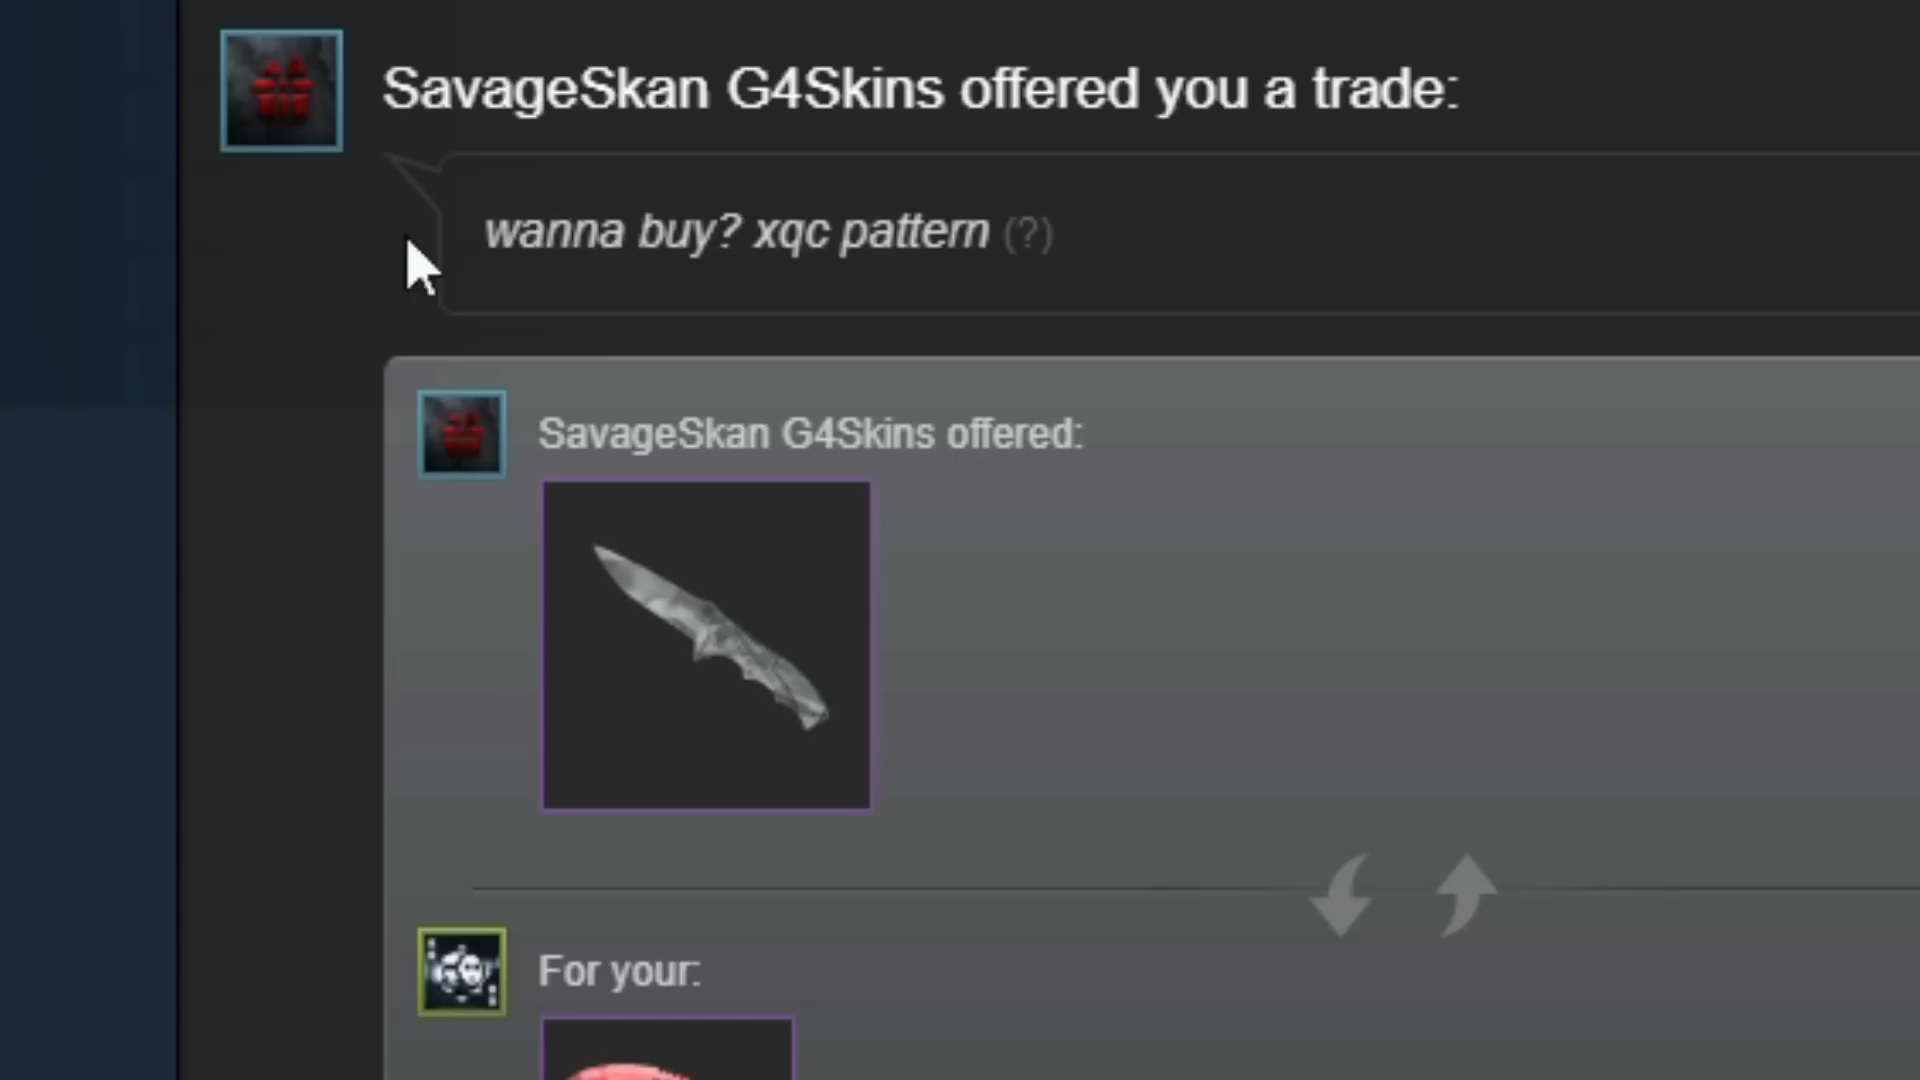 SavageSkan G4Skins offered you a trade:
wanna buy? xqc pattern (?)
SavageSkan G4Skins offered:
For your: